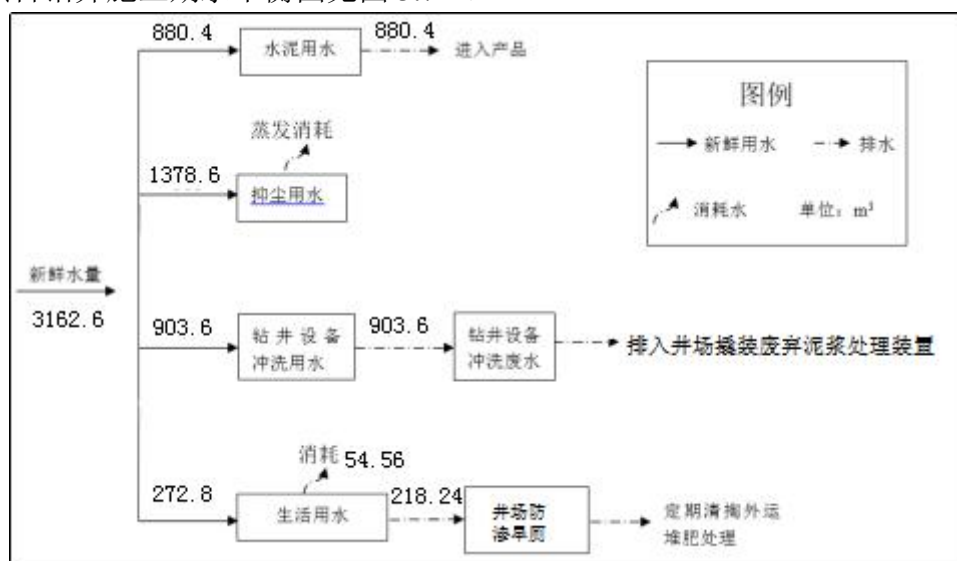 880.4
水泥用水
880.4
进入产品
图例
新鲜用水
排水
消耗水
单位：m³
蒸发消耗
1378.6
抑尘用水
新鲜水量
3162.6
903.6
钻井设备
冲洗用水
903.6
钻井设备
冲洗废水
排入井场撬装废弃泥浆处理装置
消耗
54.56
272.8
生活用水
218.24
井场防
渗旱厕
定期清掏外运
堆肥处理